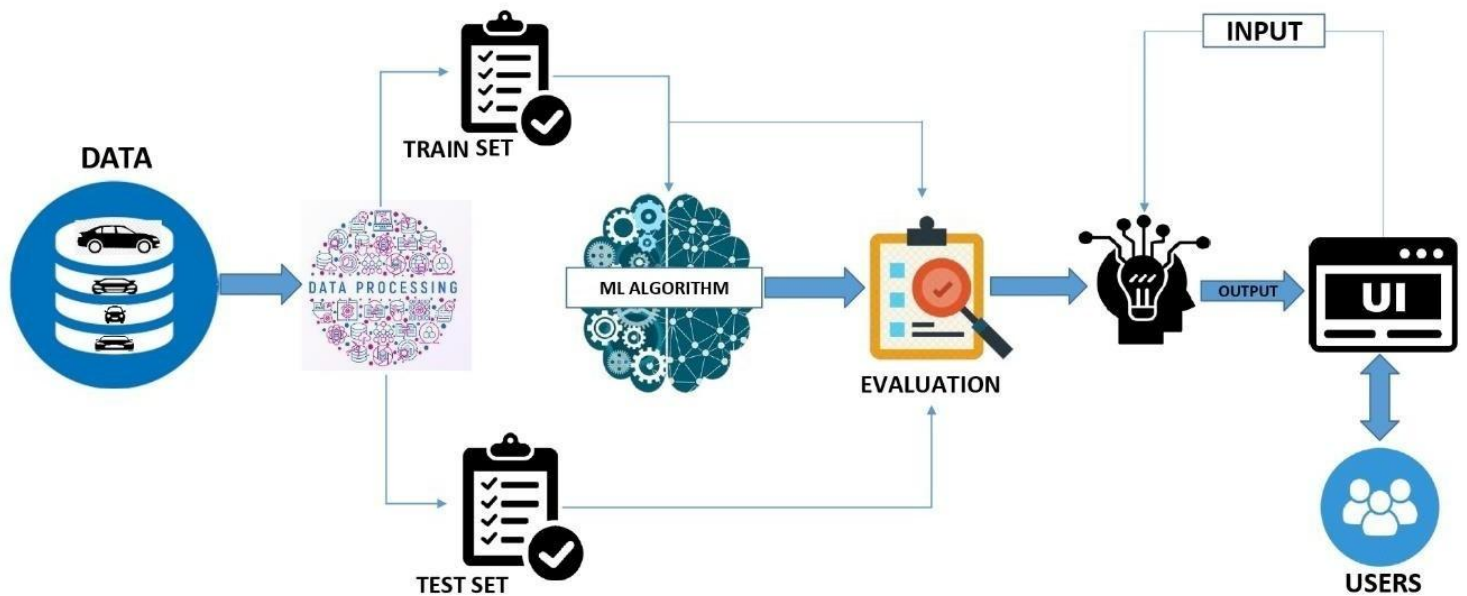 INPUT
TRAIN SET
DATA
DATA PROCESSING
ML ALGORITHM
OUTPUT
UI
EVALUATION
TEST SET
USERS